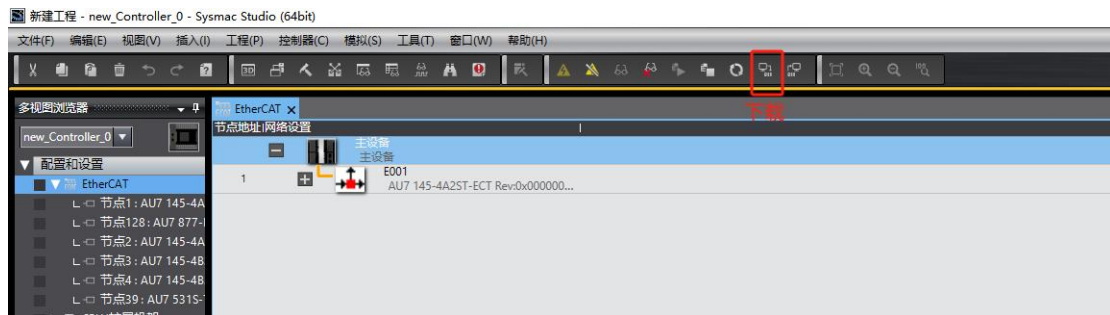 新建工程 - new_Controller_0 - Sysmac Studio (64bit)
文件(F) 编辑(E) 视图(V) 插入(I) 工程(P) 控制器(C) 模拟(S) 工具(T) 窗口(W) 帮助(H)
下载
多视图浏览器
EtherCAT
new_Controller_0
节点地址|网络设置
主设备
主设备
配置和设置
EtherCAT
1
E001
AU7 145-4A2ST-ECT Rev:0x000000...
节点1 : AU7 145-4A
节点128 : AU7 877-
节点2 : AU7 145-4A
节点3 : AU7 145-4B
节点4 : AU7 145-4B
节点39 : AU7 531S-